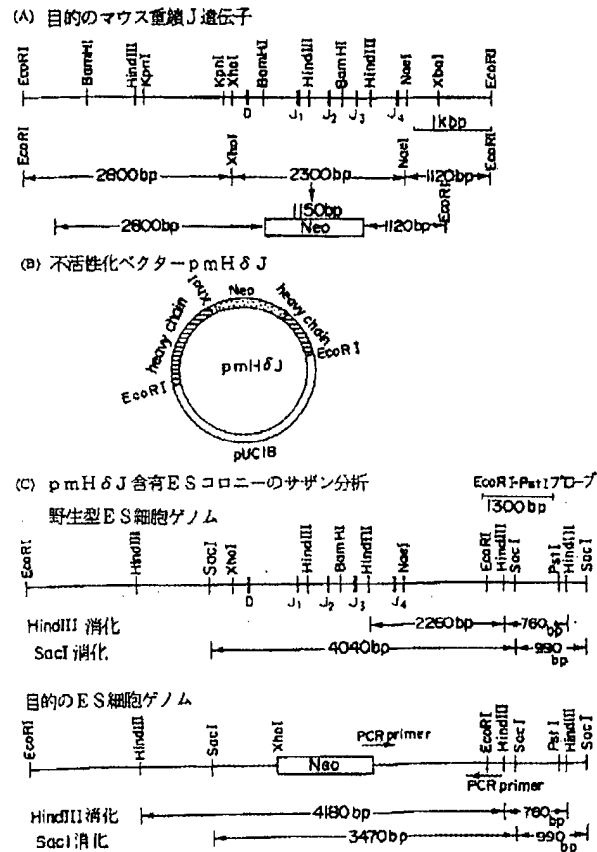 (A) 目的のマウス重鎖J遺伝子
EcoRI BamHI HindIII KpnI KpnI XhoI BamHI HindIII BamHI HindIII NaeI XbaI EcoRI
D J1 J2 J3 J4
1kbp
EcoRI XhoI NaeI EcoRI
2800bp 2300bp 1120bp
1150bp
EcoRI
2800bp Neo 1120bp
(B) 不活性化ベクターpmHδJ
XhoI Neo
heavy chain heavy chain
EcoRI EcoRI
pmHδJ
pUC18
(C) pmHδJ含有ESコロニーのサザン分析
EcoRI-PstIプローブ
1300bp
野生型ES細胞ゲノム
EcoRI HindIII SacI XhoI HindIII BamHI HindIII NaeI EcoRI HindIII SacI PstI HindIII SacI
D J1 J2 J3 J4
HindIII 消化 2260bp 760bp
SacI 消化 4040bp 990bp
目的のES細胞ゲノム
EcoRI HindIII SacI XhoI PCR primer EcoRI HindIII SacI PstI HindIII SacI
Neo
PCR primer
HindIII 消化 4180bp 760bp
SacI 消化 3470bp 990bp